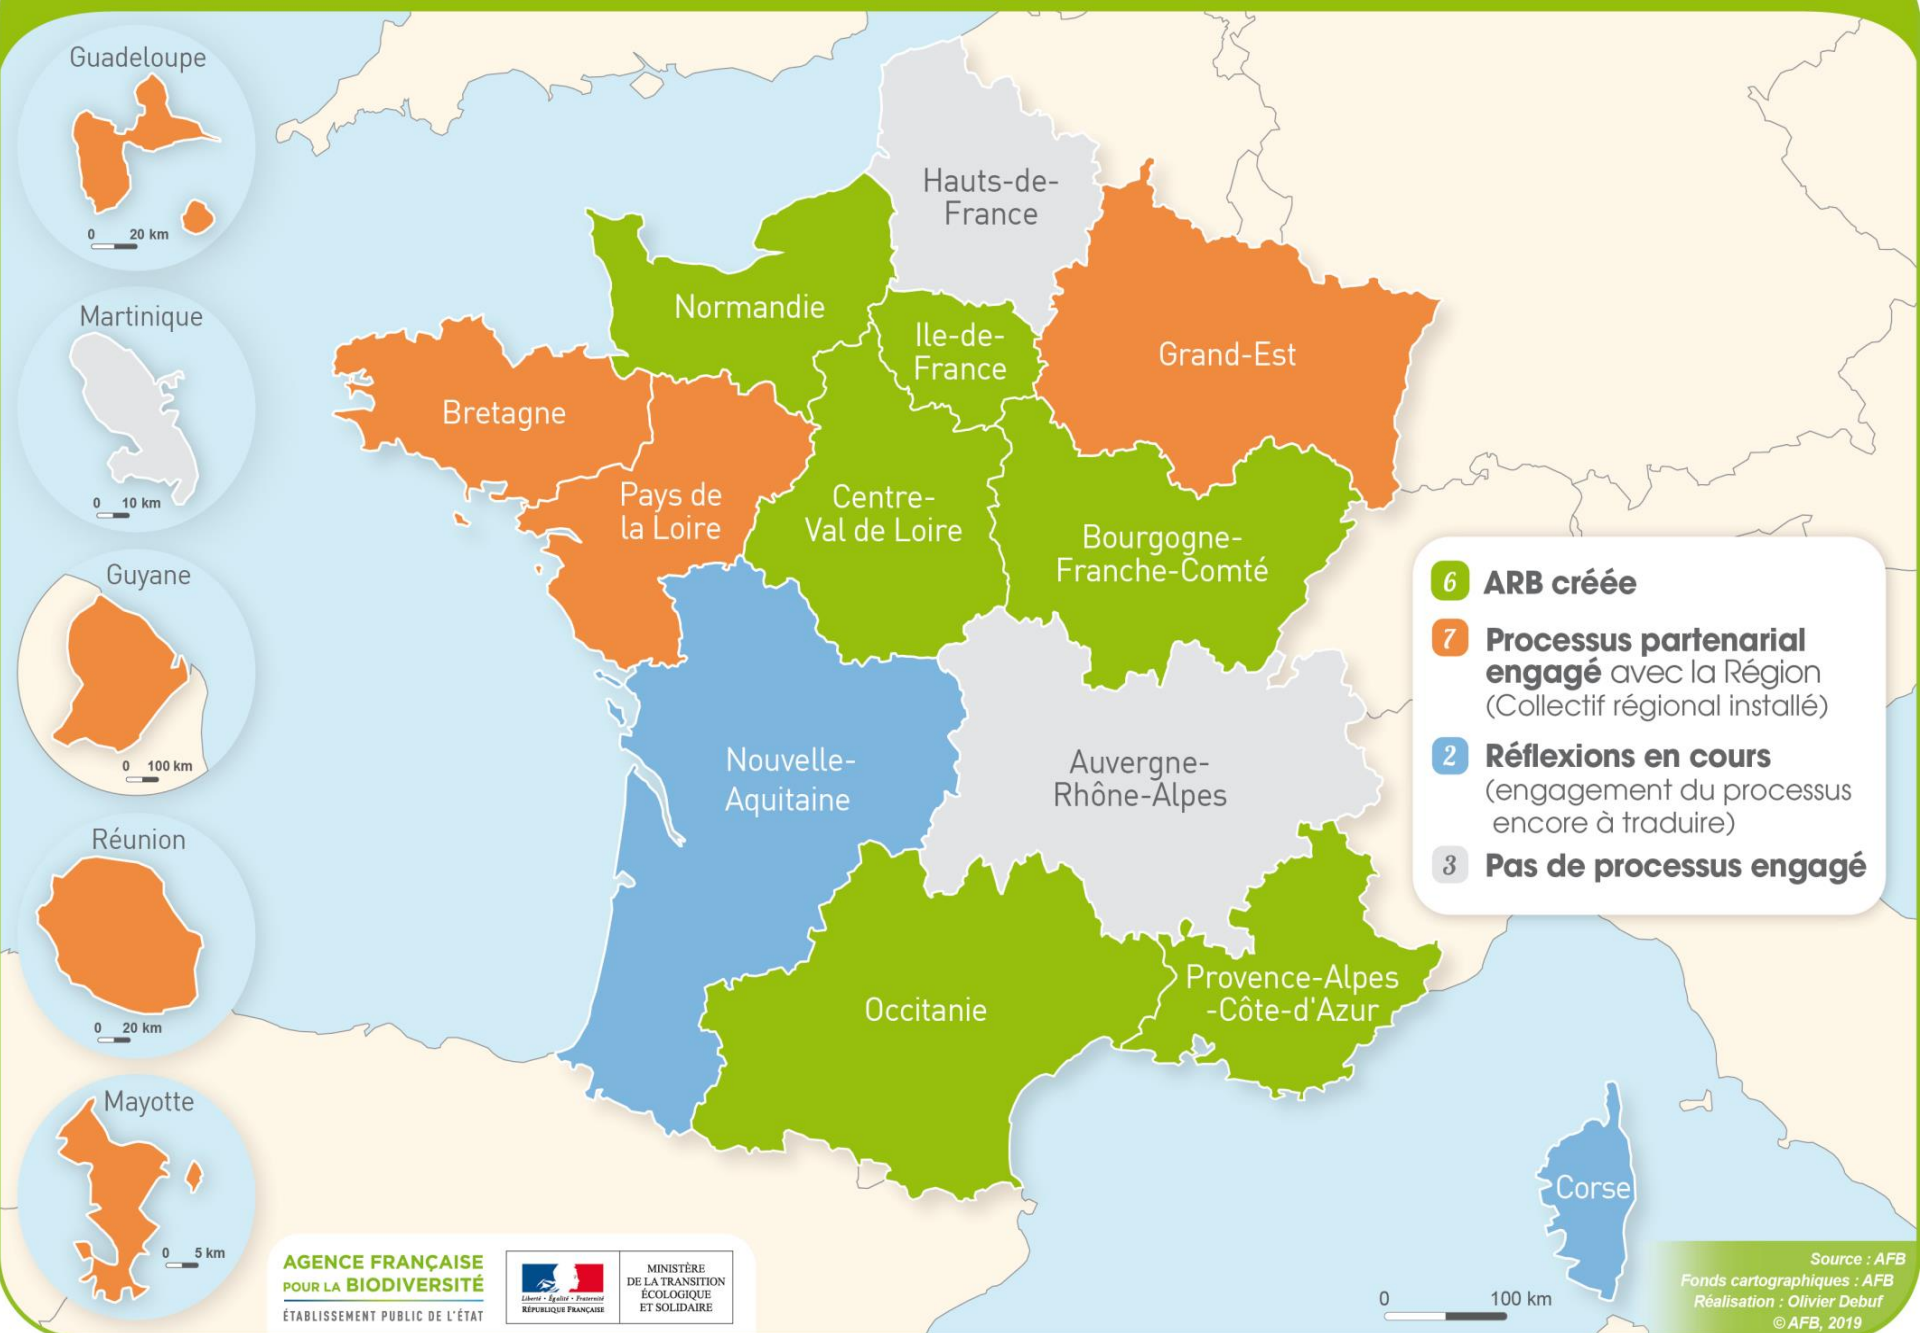 Guadeloupe
0 20 km
Martinique
0 10 km
Guyane
0 100 km
Réunion
0 20 km
Mayotte
0 5 km
Hauts-de-
France
Normandie
Ile-de-
France
Grand-Est
Bretagne
Pays de
la Loire
Centre-
Val de Loire
Bourgogne-
Franche-Comté
Nouvelle-
Aquitaine
Auvergne-
Rhône-Alpes
Occitanie
Provence-Alpes
-Côte-d'Azur
Corse
6 ARB créée
7 Processus partenarial
engagé avec la Région
(Collectif régional installé)
2 Réflexions en cours
(engagement du processus
encore à traduire)
3 Pas de processus engagé
AGENCE FRANÇAISE
POUR LA BIODIVERSITÉ
ÉTABLISSEMENT PUBLIC DE L'ÉTAT
Liberté • Égalité • Fraternité
RÉPUBLIQUE FRANÇAISE
MINISTÈRE
DE LA TRANSITION
ÉCOLOGIQUE
ET SOLIDAIRE
0 100 km
Source : AFB
Fonds cartographiques : AFB
Réalisation : Olivier Debuf
© AFB, 2019